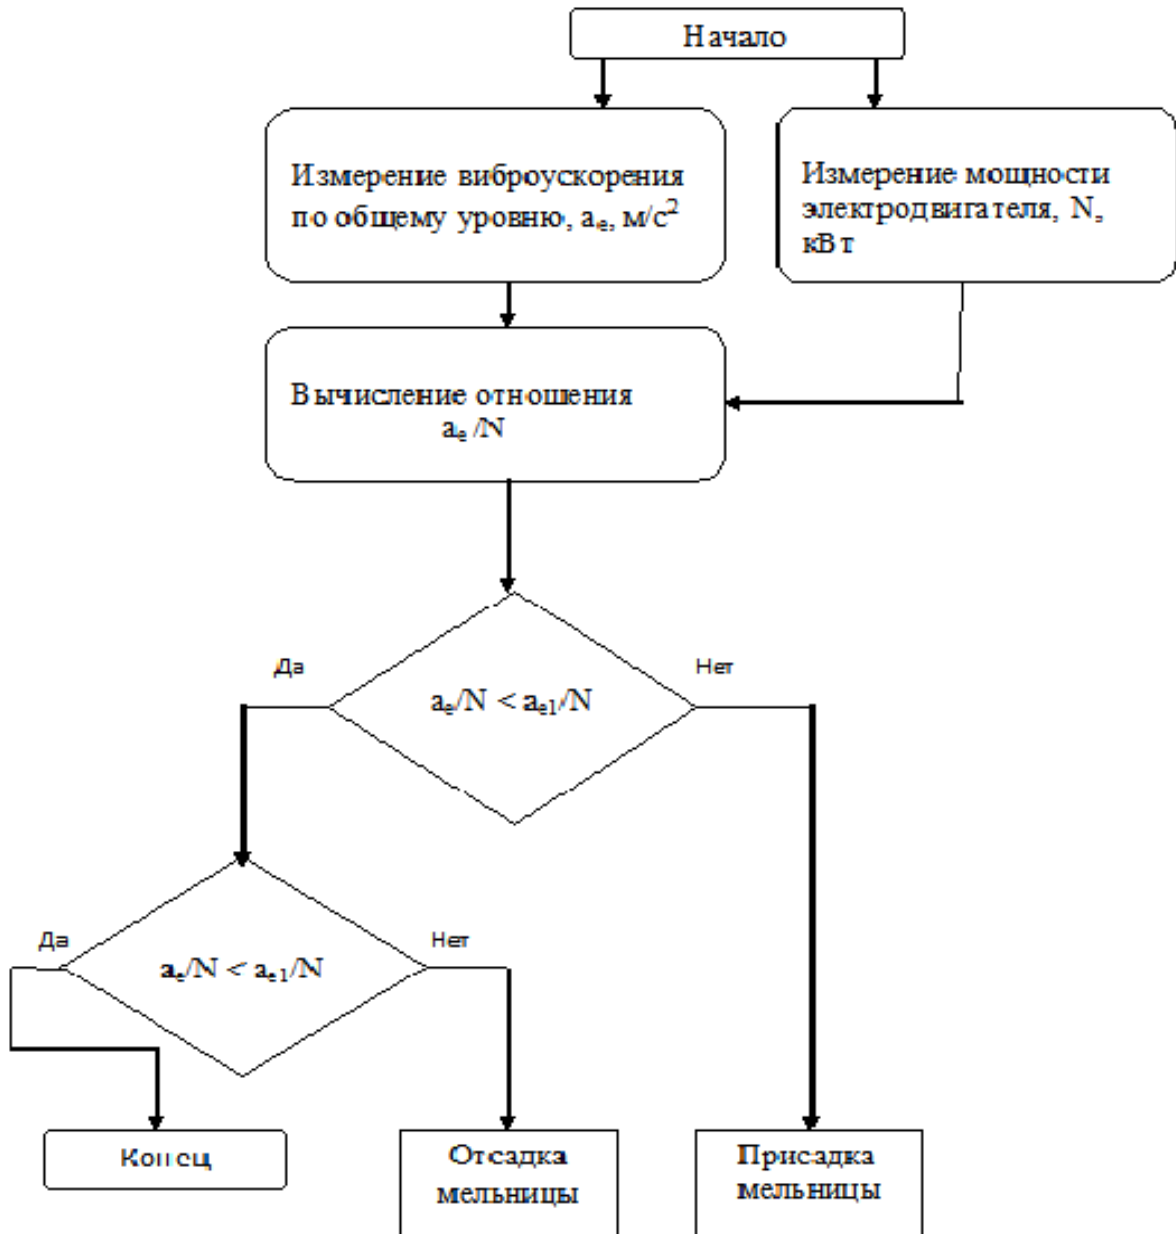 Начало
Измерение виброускорения
по общему уровню, aₑ, м/с²
Измерение мощности
электродвигателя, N,
кВт
Вычисление отношения
aₑ /N
Да
Нет
aₑ/N < aₑ₁/N
Да
Нет
aₑ/N < aₑ₁/N
Конец
Отсадка
мельницы
Присадка
мельницы